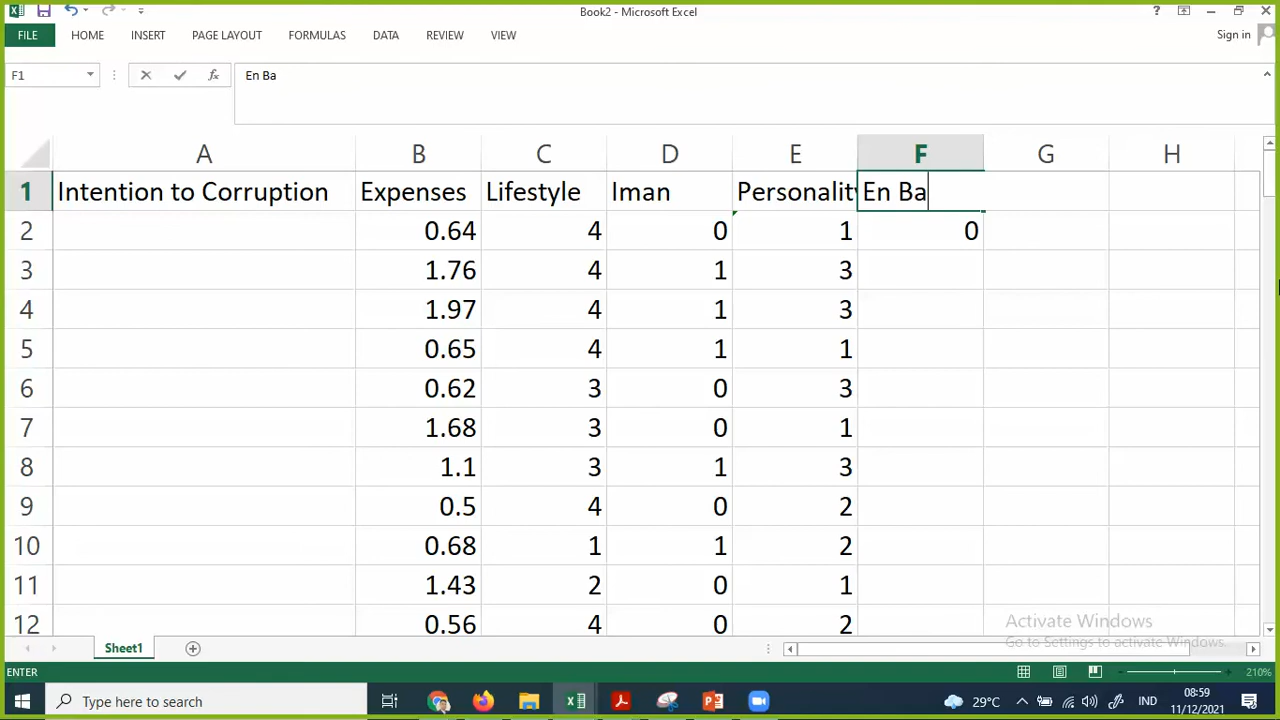 Book2 - Microsoft Excel
?
FILE HOME INSERT PAGE LAYOUT FORMULAS DATA REVIEW VIEW
Sign in
F1 fx En Ba
A B C D E F G H
1 Intention to Corruption Expenses Lifestyle Iman Personality En Ba
2 0.64 4 0 1 0
3 1.76 4 1 3
4 1.97 4 1 3
5 0.65 4 1 1
6 0.62 3 0 3
7 1.68 3 0 1
8 1.1 3 1 3
9 0.5 4 0 2
10 0.68 1 1 2
11 1.43 2 0 1
12 0.56 4 0 2
Activate Windows
Go to Settings to activate Windows.
Sheet1
ENTER 210%
Type here to search
29°C IND 08:59
11/12/2021